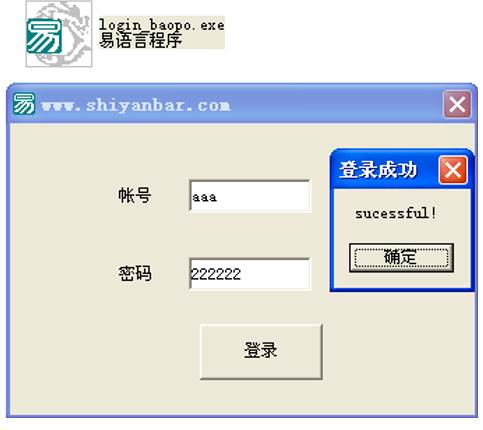 login_baopo.exe
易语言程序
www.shiyanbar.com
登录成功
sucessful!
确定
帐号
aaa
密码
222222
登录